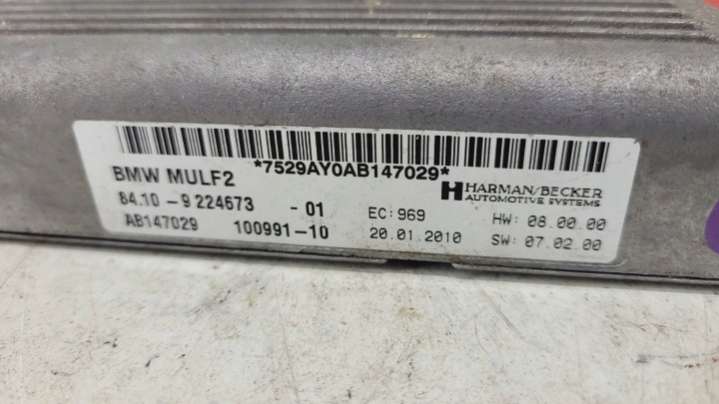 *7529AY0AB147029*
BMW MULF2
HARMAN/BECKER
AUTOMOTIVE SYSTEMS
84.10 - 9 224673 - 01
EC: 969
HW: 08.00.00
AB147029
100991-10
20.01.2010
SW: 07.02.00